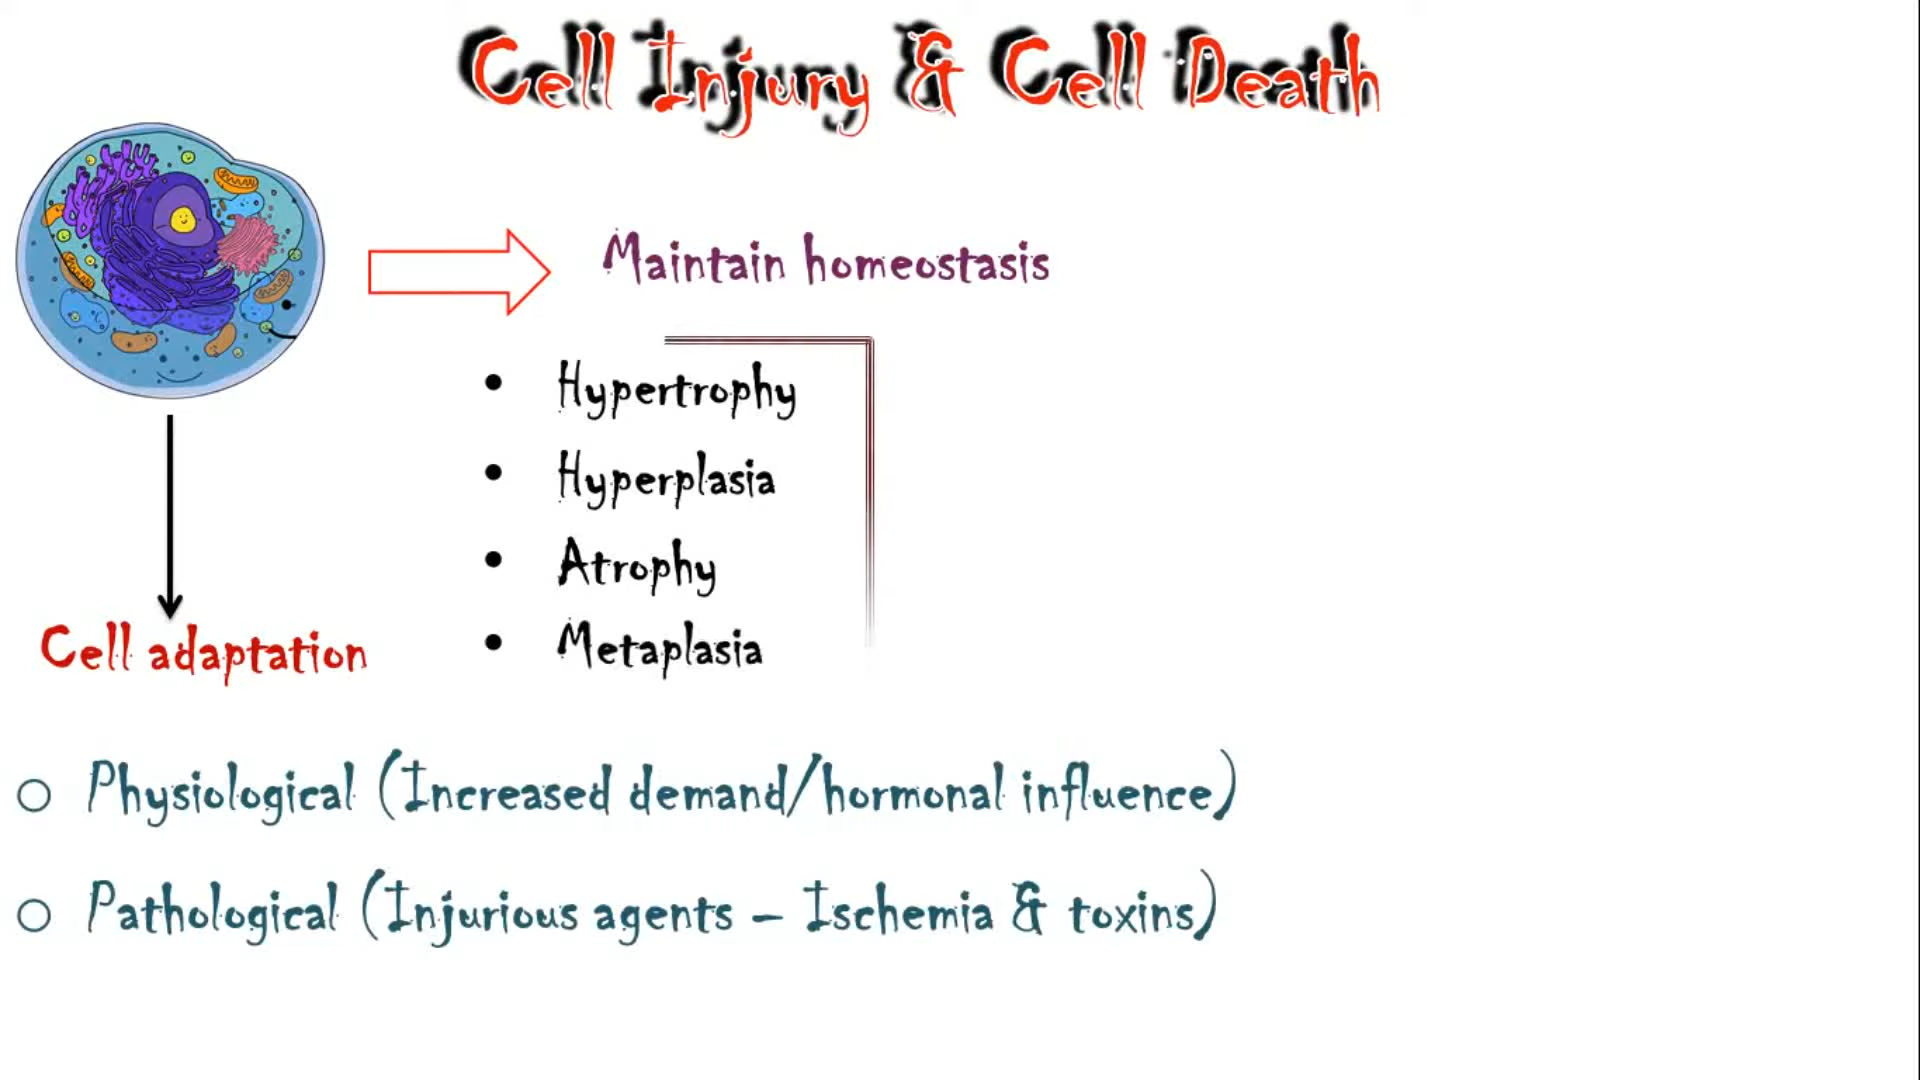 Cell Injury & Cell Death
Maintain homeostasis
• Hypertrophy
• Hyperplasia
• Atrophy
• Metaplasia
Cell adaptation
○ Physiological (Increased demand/hormonal influence)
○ Pathological (Injurious agents – Ischemia & toxins)